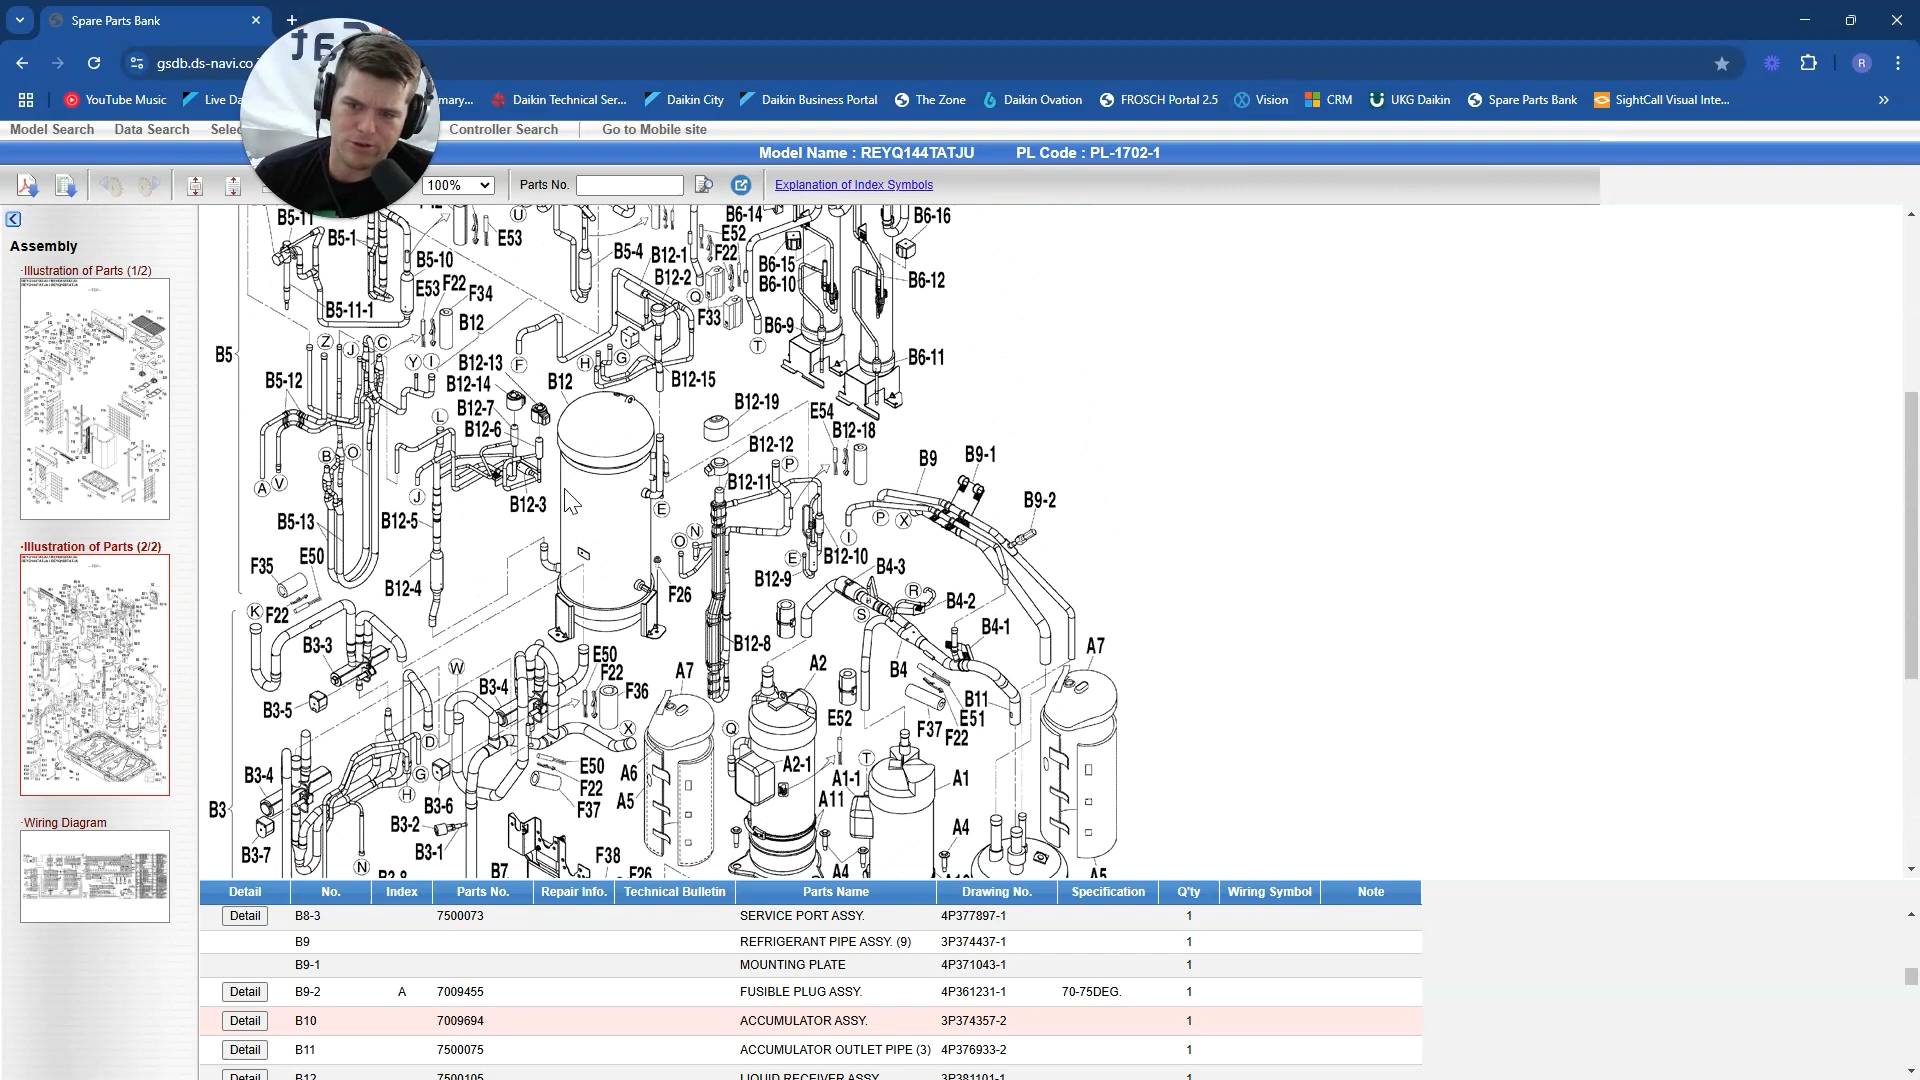 Spare Parts Bank
gsdb.ds-navi.co
YouTube Music
Live Da
mary...
Daikin Technical Ser...
Daikin City
Daikin Business Portal
The Zone
Daikin Ovation
FROSCH Portal 2.5
Vision
CRM
UKG Daikin
Spare Parts Bank
SightCall Visual Inte...
Model Search
Data Search
Selec
Controller Search
Go to Mobile site
Model Name : REYQ144TATJU PL Code : PL-1702-1
100%
Parts No.
Explanation of Index Symbols
Assembly
·Illustration of Parts (1/2)
·Illustration of Parts (2/2)
·Wiring Diagram
B5-11
B5-1
U
E53
B5-4
B12-1
B6-14
E52
F22
B6-16
B5-10
B12-2
B6-15
B6-10
B6-12
E53
F22
F34
Q
F33
B5-11-1
B12
B6-9
B5
Z
J
C
Y
I
F
H
G
T
B6-11
B5-12
B12-13
B12-14
B12
B12-15
B12-7
B12-6
B12-19
E54
B12-18
L
B12-12
B
O
P
B9
B9-1
A
V
J
B12-3
E
B12-11
B9-2
B5-13
B12-5
N
O
I
P
X
F35
E50
B12-4
F26
B12-9
E
B12-10
B4-3
R
K
F22
S
B4-2
B3-3
B12-8
B4-1
W
E50
F22
A7
A2
B4
A7
B3-5
B3-4
F36
B11
X
Q
E52
F37
E51
F22
D
B3-4
G
E50
A6
A2-1
T
A1-1
A1
H
B3-6
F22
A5
A11
B3
F37
B3-2
A4
B3-7
B3-1
N
B7
F38
A4
A5
Detail No. Index Parts No. Repair Info. Technical Bulletin Parts Name Drawing No. Specification Q'ty Wiring Symbol Note
Detail B8-3 7500073 SERVICE PORT ASSY. 4P377897-1 1
B9 REFRIGERANT PIPE ASSY. (9) 3P374437-1 1
B9-1 MOUNTING PLATE 4P371043-1 1
Detail B9-2 A 7009455 FUSIBLE PLUG ASSY. 4P361231-1 70-75DEG. 1
Detail B10 7009694 ACCUMULATOR ASSY. 3P374357-2 1
Detail B11 7500075 ACCUMULATOR OUTLET PIPE (3) 4P376933-2 1
Detail B12 7500105 LIQUID RECEIVER ASSY. 3P381101-1 1